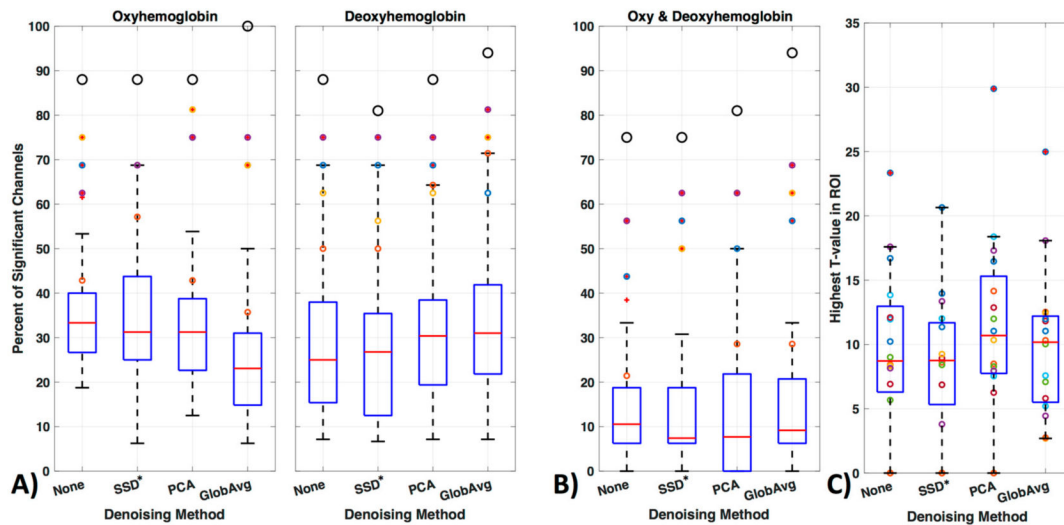 Oxyhemoglobin
Percent of Significant Channels
100
90
80
70
60
50
40
30
20
10
0
None
SSD*
PCA
GlobAvg
Denoising Method
A)
Deoxyhemoglobin
None
SSD*
PCA
GlobAvg
Denoising Method
Oxy & Deoxyhemoglobin
100
90
80
70
60
50
40
30
20
10
0
None
SSD*
PCA
GlobAvg
Denoising Method
B)
Highest T-value in ROI
35
30
25
20
15
10
5
0
None
SSD*
PCA
GlobAvg
Denoising Method
C)